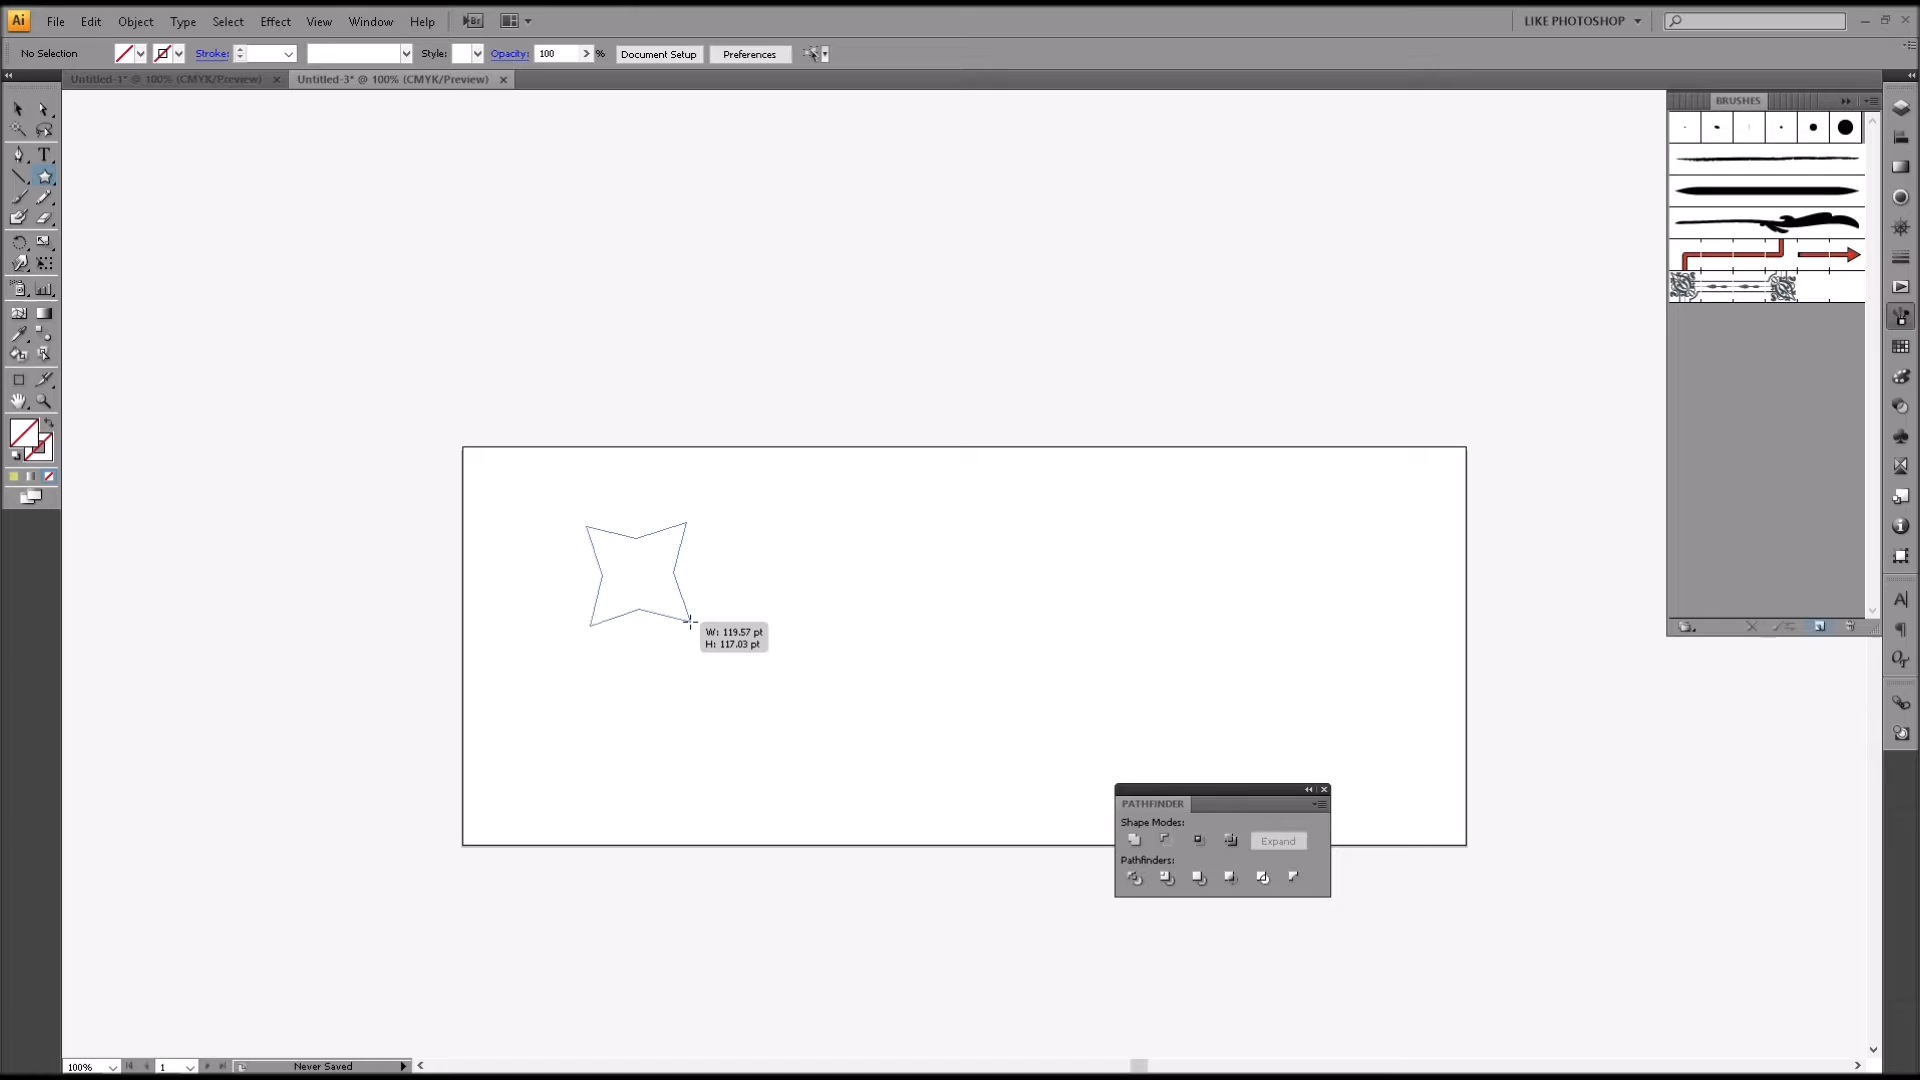 Ai File Edit Object Type Select Effect View Window Help Br LIKE PHOTOSHOP
No Selection Stroke: Style: Opacity: 100 % Document Setup Preferences
Untitled-1* @ 100% (CMYK/Preview) Untitled-3* @ 100% (CMYK/Preview)
BRUSHES
W: 119.57 pt
H: 117.03 pt
PATHFINDER
Shape Modes:
Expand
Pathfinders:
100% 1 Never Saved